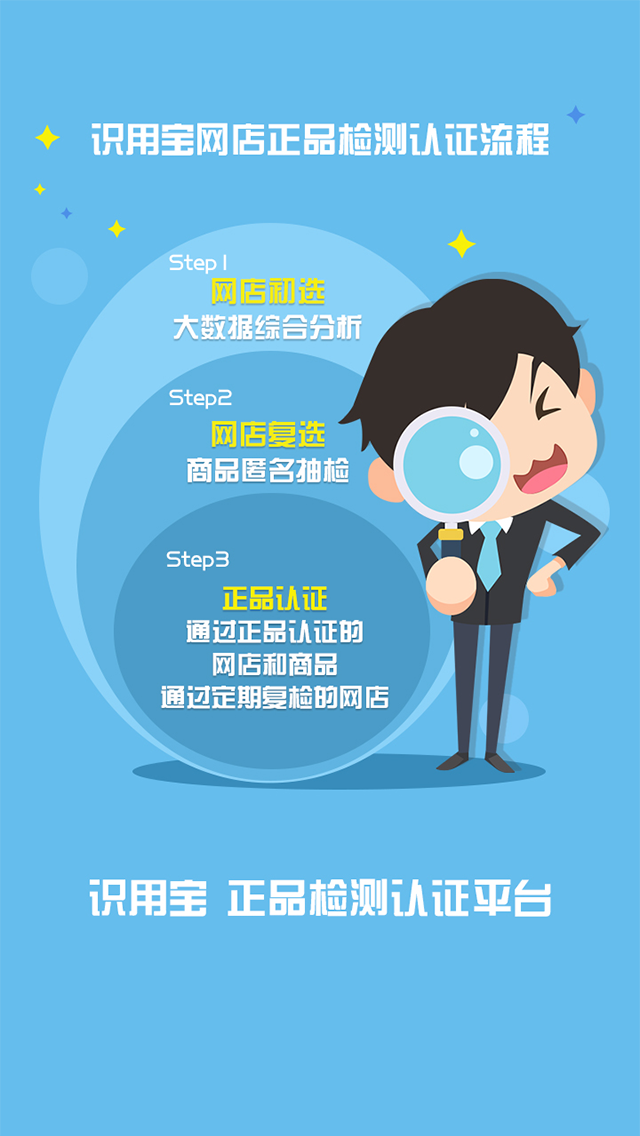 识用宝网店正品检测认证流程
Step1
网店初选
大数据综合分析
Step2
网店复选
商品匿名抽检
Step3
正品认证
通过正品认证的
网店和商品
通过定期复检的网店
识用宝 正品检测认证平台